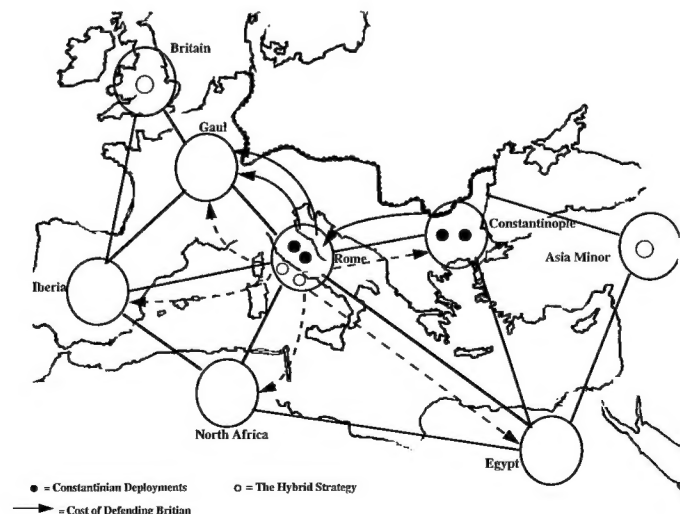 Britain
Gaul
Constantinople
Rome
Asia Minor
Iberia
North Africa
Egypt
= Constantinian Deployments
= The Hybrid Strategy
= Cost of Defending Britian